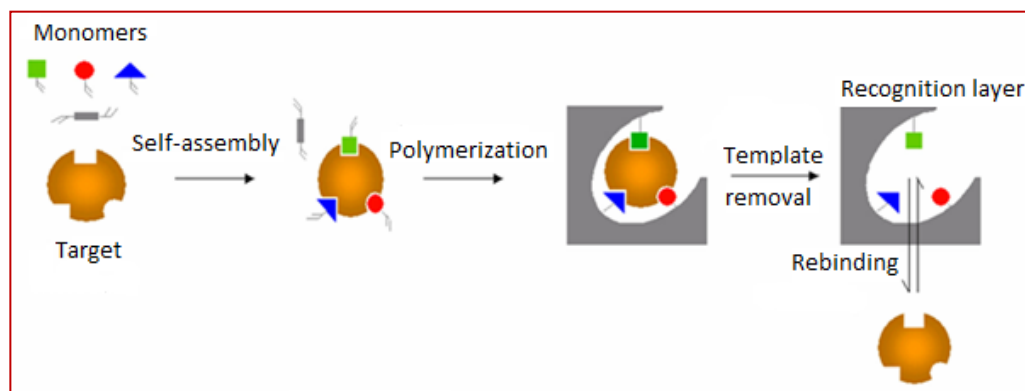 Monomers
Self-assembly
Target
Polymerization
Template
removal
Recognition layer
Rebinding